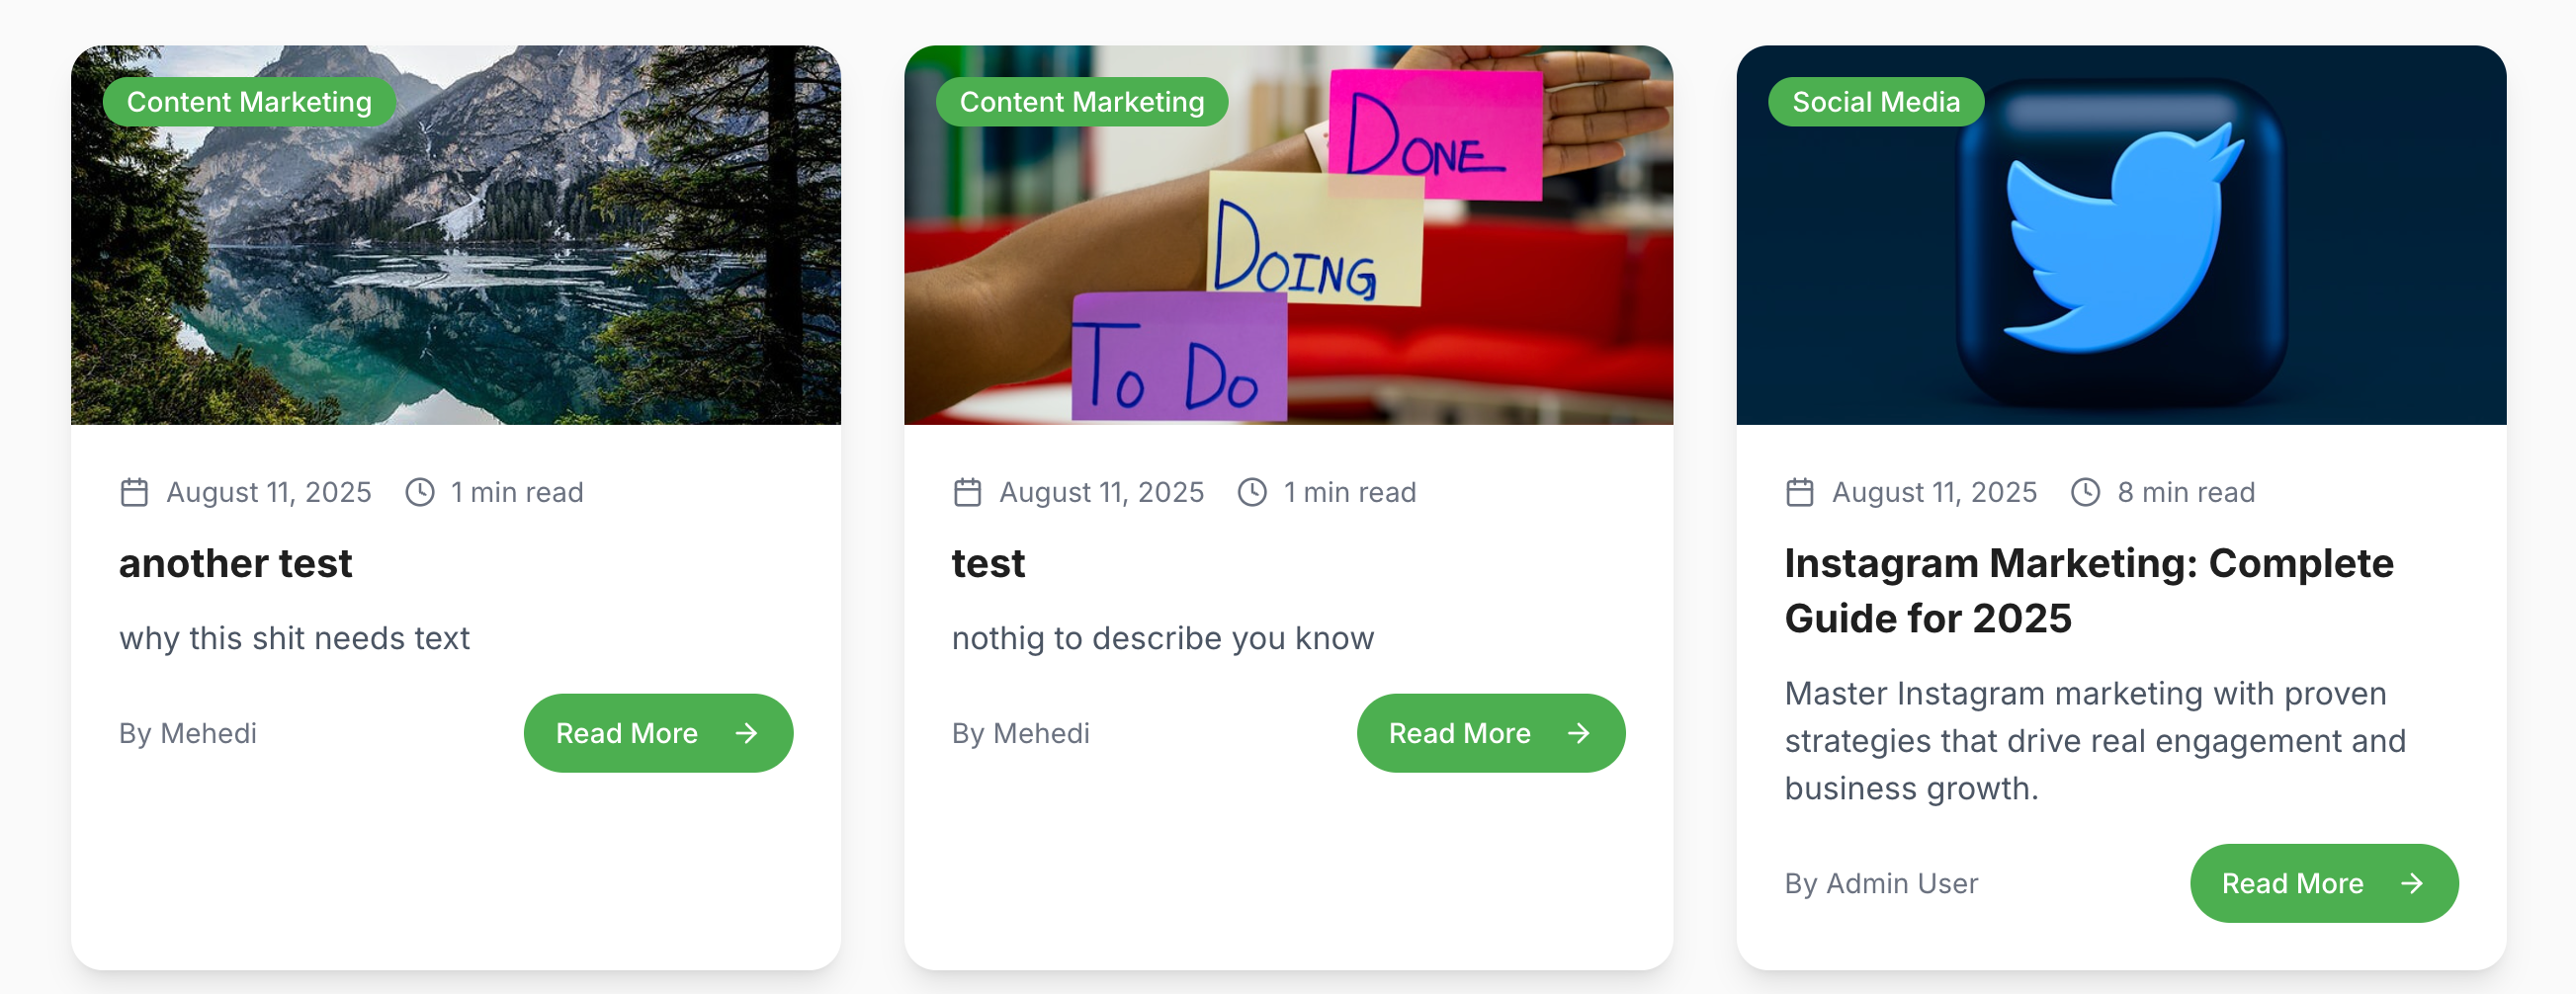 Content Marketing
DONE
DOING
To Do
August 11, 2025 1 min read
another test
why this shit needs text
By Mehedi Read More
Content Marketing
August 11, 2025 1 min read
test
nothig to describe you know
By Mehedi Read More
Social Media
August 11, 2025 8 min read
Instagram Marketing: Complete
Guide for 2025
Master Instagram marketing with proven
strategies that drive real engagement and
business growth.
By Admin User Read More